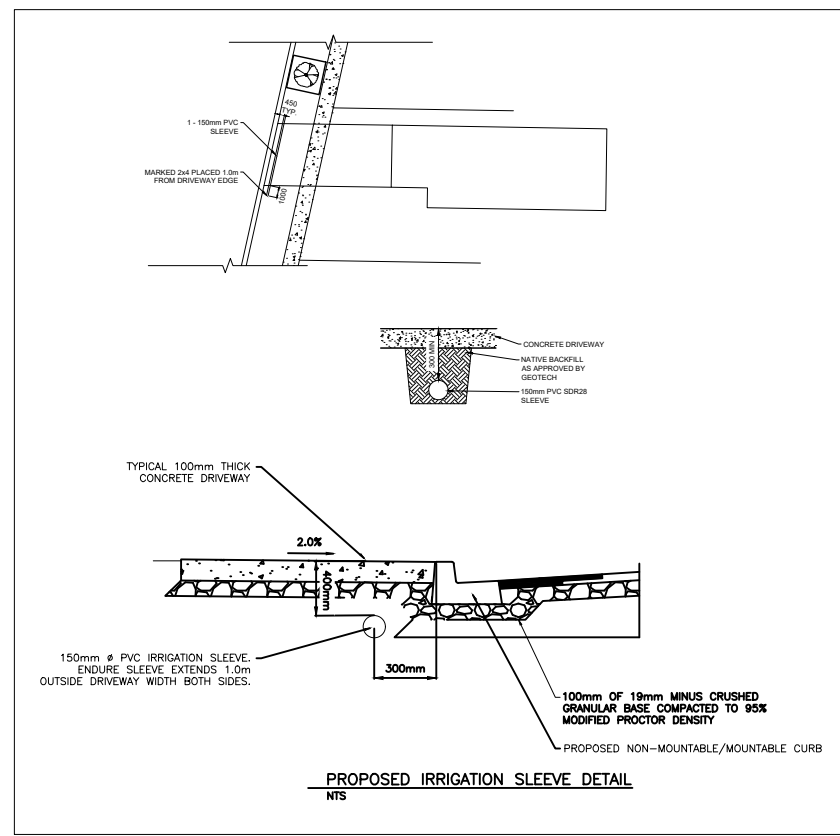 450
TYP.
1 - 150mm PVC
SLEEVE
MARKED 2x4 PLACED 1.0m
FROM DRIVEWAY EDGE
1000
300 MIN
CONCRETE DRIVEWAY
NATIVE BACKFILL
AS APPROVED BY
GEOTECH
150mm PVC SDR28
SLEEVE
TYPICAL 100mm THICK
CONCRETE DRIVEWAY
2.0%
400mm
150mm ø PVC IRRIGATION SLEEVE.
ENDURE SLEEVE EXTENDS 1.0m
OUTSIDE DRIVEWAY WIDTH BOTH SIDES.
300mm
100mm OF 19mm MINUS CRUSHED
GRANULAR BASE COMPACTED TO 95%
MODIFIED PROCTOR DENSITY
PROPOSED NON-MOUNTABLE/MOUNTABLE CURB
PROPOSED IRRIGATION SLEEVE DETAIL
NTS